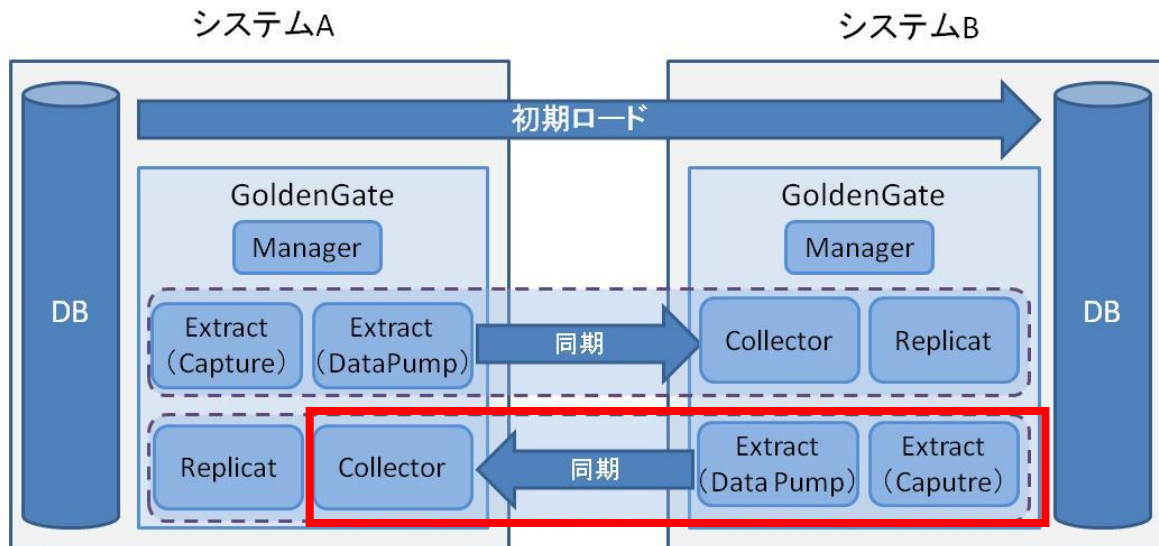 システムA
システムB
初期ロード
GoldenGate
GoldenGate
Manager
Manager
DB
DB
Extract
(Capture)
Extract
(DataPump)
同期
Collector
Replicat
Replicat
Collector
同期
Extract
(Data Pump)
Extract
(Caputre)